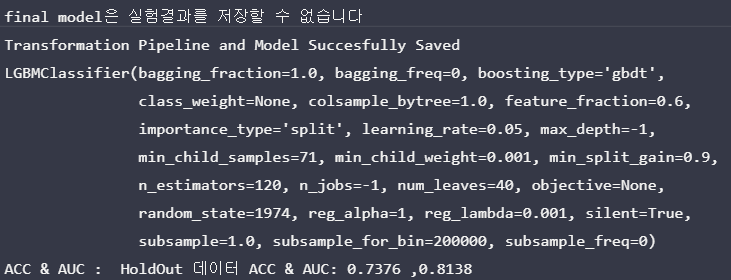 final model은 실험결과를 저장할 수 없습니다
Transformation Pipeline and Model Succesfully Saved
LGBMClassifier(bagging_fraction=1.0, bagging_freq=0, boosting_type='gbdt',
class_weight=None, colsample_bytree=1.0, feature_fraction=0.6,
importance_type='split', learning_rate=0.05, max_depth=-1,
min_child_samples=71, min_child_weight=0.001, min_split_gain=0.9,
n_estimators=120, n_jobs=-1, num_leaves=40, objective=None,
random_state=1974, reg_alpha=1, reg_lambda=0.001, silent=True,
subsample=1.0, subsample_for_bin=200000, subsample_freq=0)
ACC & AUC :  HoldOut 데이터 ACC & AUC: 0.7376 ,0.8138